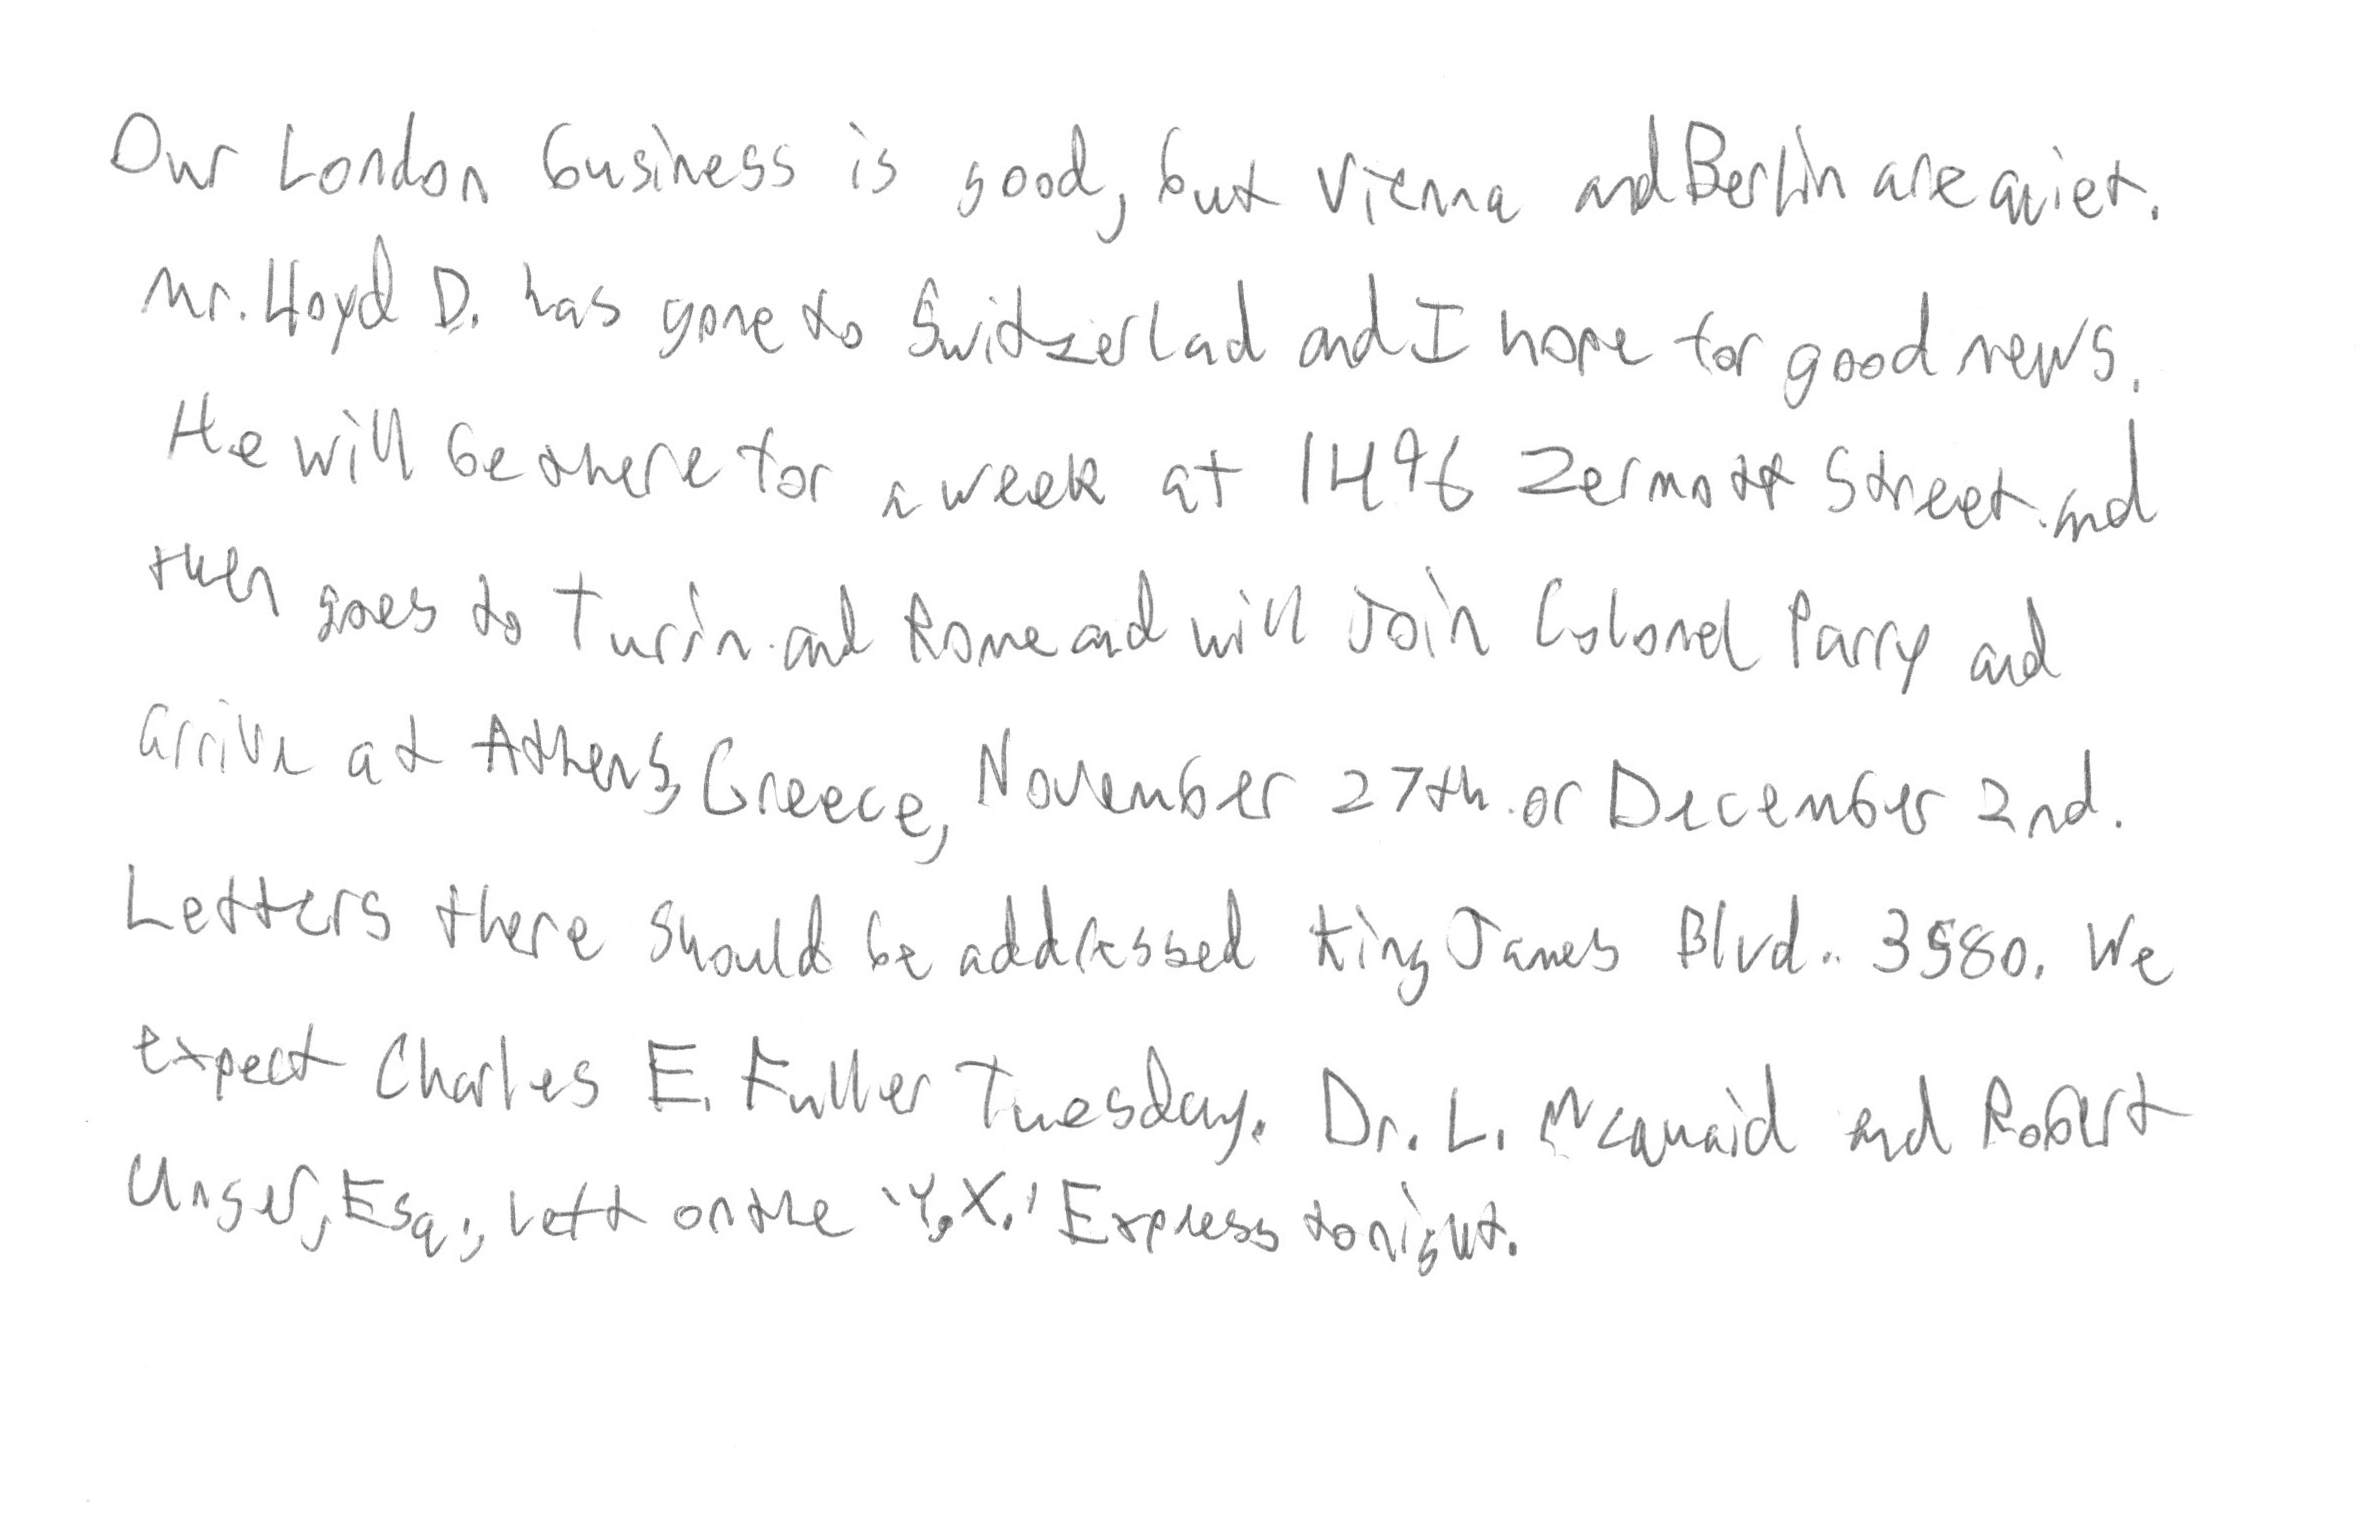 Our London business is good, but Vienna and Berlin are quiet.
Mr. Lloyd D. has gone to Switzerlad and I hope for good news.
He will be there for a week at 1496 Zermott Street and
then goes to Turin and Rome and will Join Colonel Parry and
arrive at Athens, Greece, November 27th or December 2nd.
Letters there should be addressed King James Blvd.. 3580. We
expect Charles E. Fuller Tuesday. Dr. L. McQuaid and Robert
Unger, Esq., left on the 'Y.X.' Express tonight.